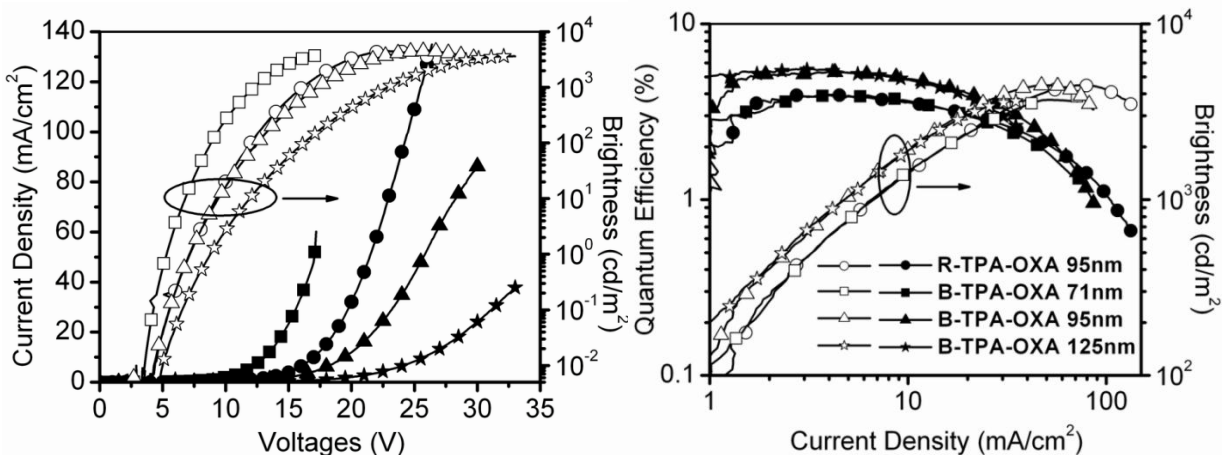 140
120
100
80
60
40
20
0
Current Density (mA/cm²)
0 5 10 15 20 25 30 35
Voltages (V)
10⁴
10³
10²
10¹
10⁰
10⁻¹
10⁻²
Brightness (cd/m²)
10
1
0.1
Quantum Efficiency (%)
R-TPA-OXA 95nm
B-TPA-OXA 71nm
B-TPA-OXA 95nm
B-TPA-OXA 125nm
1 10 100
Current Density (mA/cm²)
10⁴
10³
10²
Brightness (cd/m²)